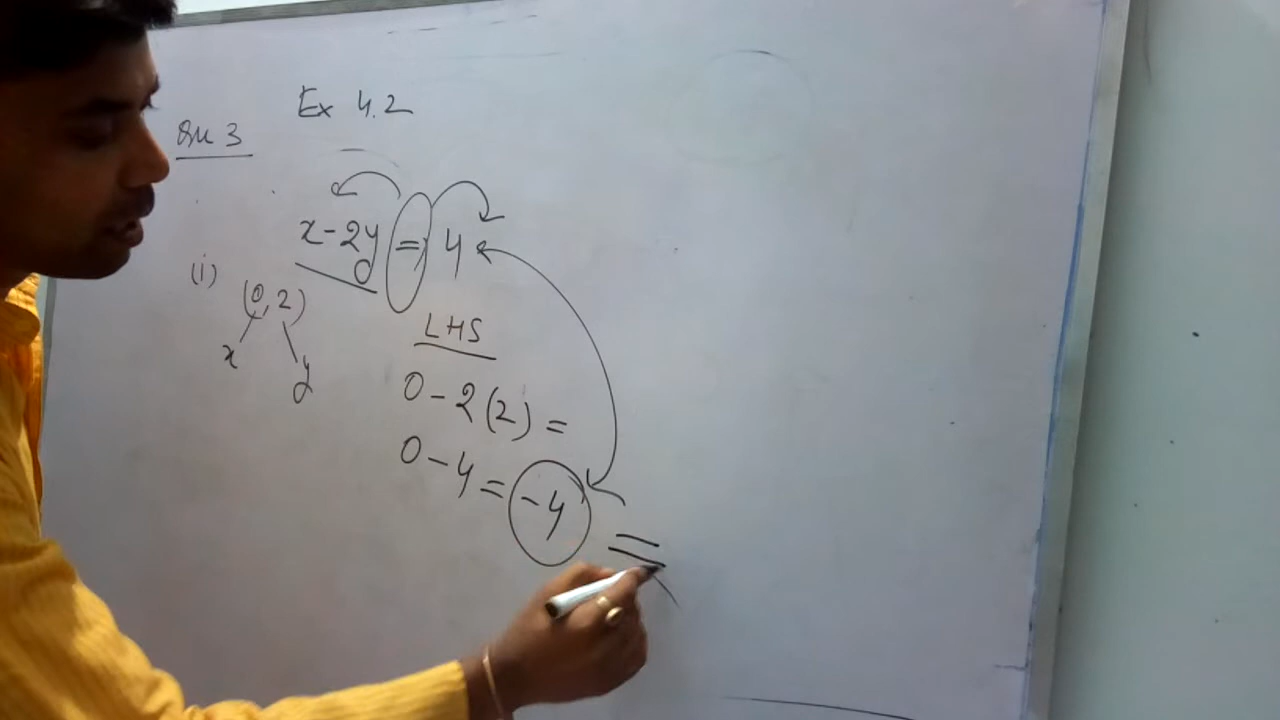 Ex 4.2
Qu 3
x-2y = 4
(i) (0,2)
x y
LHS
0-2(2) =
0-4 = -4
=